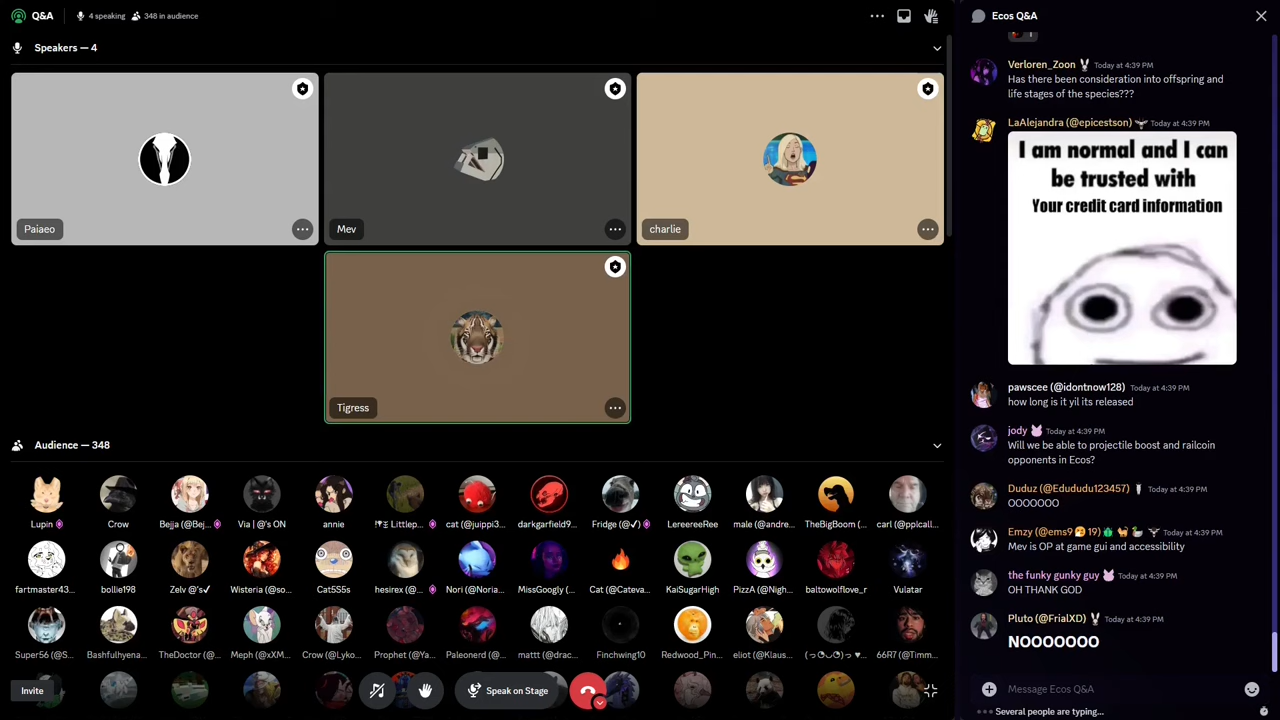 Q&A
4 speaking
348 in audience
Speakers — 4
Paiaeo
Mev
charlie
Tigress
Audience — 348
Lupin
Crow
Bejja (@Bej...
Via | @'s ON
annie
Littlep...
cat (@juippi3...
darkgarfield9...
Fridge (@✓)
LereereeRee
male (@andre...
TheBigBoom (...
carl (@pplcall...
fartmaster43...
bollie198
Zelv @'s✓
Wisteria (@so...
Cat5S5s
hesirex (@...
Nori (@Noria...
MissGoogly (...
Cat (@Cateva...
KaiSugarHigh
PizzA (@Nigh...
baltowolflove_r
Vulatar
Super56 (@S...
Bashfulhyena...
TheDoctor (@...
Meph (@xXM...
Crow (@Lyko...
Prophet (@Ya...
Paleonerd (@...
mattt (@drac...
Finchwing10
Redwood_Pin...
eliot (@Klaus...
(っ◔◡◔)っ ♥...
66R7 (@Timm...
Invite
Speak on Stage
Ecos Q&A
1
Verloren_Zoon Today at 4:39 PM
Has there been consideration into offspring and
life stages of the species???
LaAlejandra (@epicestson) Today at 4:39 PM
I am normal and I can
be trusted with
Your credit card information
pawscee (@idontnow128) Today at 4:39 PM
how long is it yil its released
jody Today at 4:39 PM
Will we be able to projectile boost and railcoin
opponents in Ecos?
Duduz (@Edududu123457) Today at 4:39 PM
OOOOOOO
Emzy (@ems9 19) Today at 4:39 PM
Mev is OP at game gui and accessibility
the funky gunky guy Today at 4:39 PM
OH THANK GOD
Pluto (@FrialXD) Today at 4:39 PM
NOOOOOOO
Message Ecos Q&A
Several people are typing...